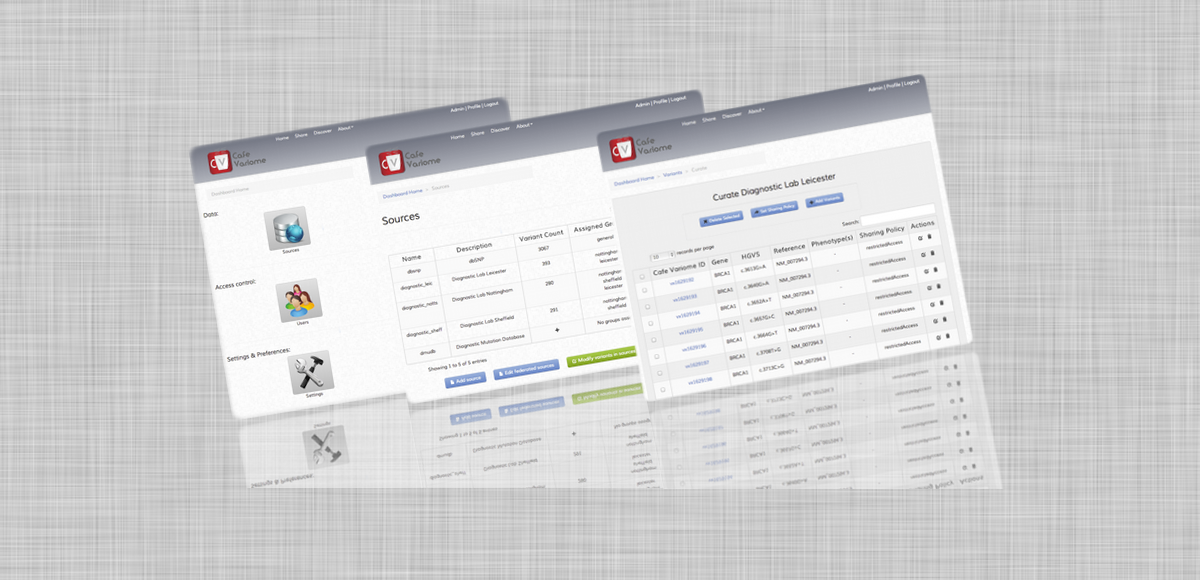 Admin | Profile | Logout
Home Share Discover About
Cafe
Variome
Dashboard Home
Data:
Sources
Access control:
Users
Settings & Preferences:
Settings
Admin | Profile | Logout
Home Share Discover About
Cafe
Variome
Dashboard Home > Sources
Sources
Name Description Variant Count Assigned
dbsnp dbSNP 3067 general
diagnostic_leic Diagnostic Lab Leicester 393 nottingham
leicester
diagnostic_notts Diagnostic Lab Nottingham 290 nottingham
sheffield
leicester
diagnostic_sheff Diagnostic Lab Sheffield 291 nottingham
sheffield
dmudb Diagnostic Mutation Database + No groups
Showing 1 to 5 of 5 entries
Add source Edit federated sources Modify variants in sources
Admin | Profile | Logout
Home Share Discover About
Cafe
Variome
Dashboard Home > Variants > Curate
Curate Diagnostic Lab Leicester
Delete Selected Set Sharing Policy Add Variants
Search:
10 records per page
Cafe Variome ID Gene HGVS Reference Phenotype(s) Sharing Policy Actions
vx1629192 BRCA1 c.3613G>A NM_007294.3 - restrictedAccess
vx1629193 BRCA1 c.3640G>A NM_007294.3 - restrictedAccess
vx1629194 BRCA1 c.3652A>T NM_007294.3 - restrictedAccess
vx1629195 BRCA1 c.3657G>C NM_007294.3 - restrictedAccess
vx1629196 BRCA1 c.3664G>T NM_007294.3 - restrictedAccess
vx1629197 BRCA1 c.3708T>G NM_007294.3 - restrictedAccess
vx1629198 BRCA1 c.3713C>G NM_007294.3